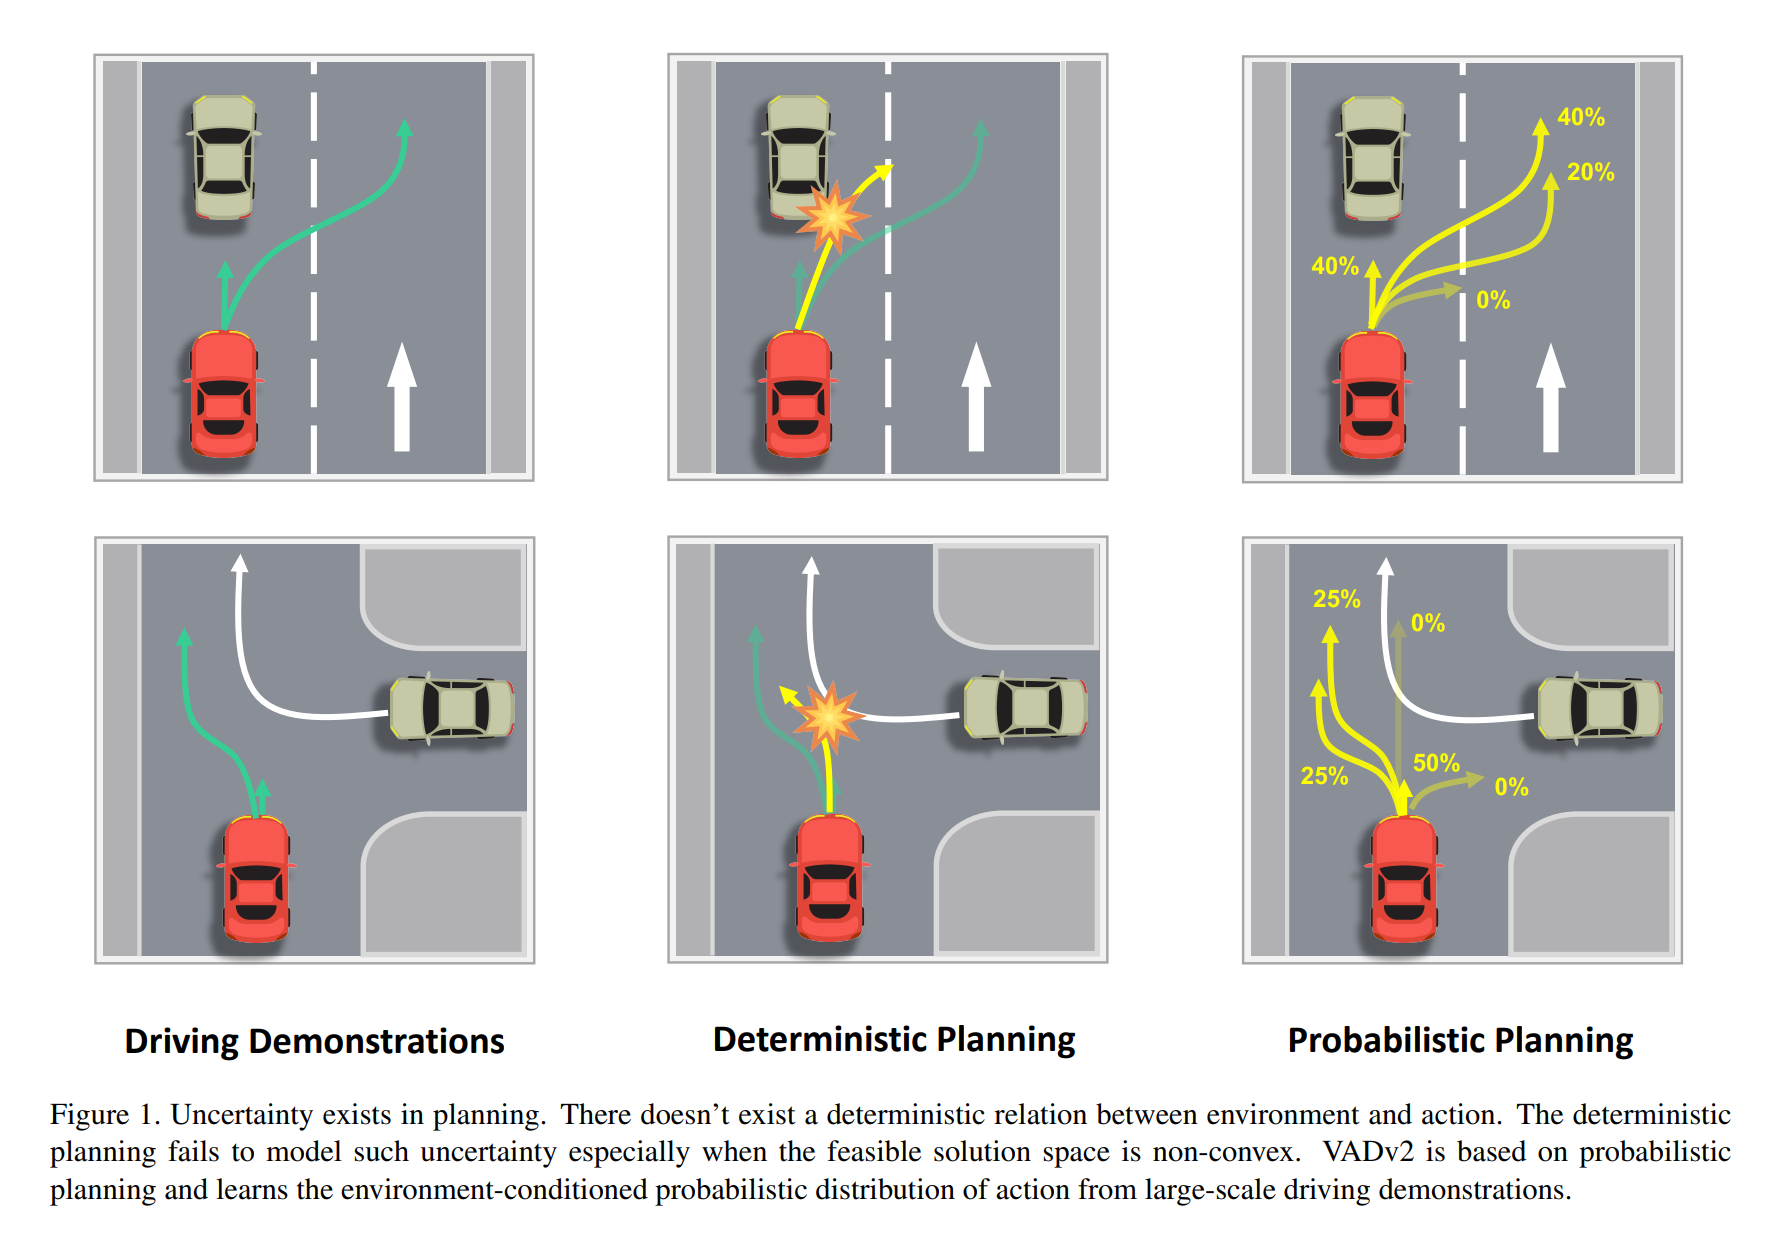 40%
20%
40%
0%
25%
0%
50%
25%
0%
Driving Demonstrations
Deterministic Planning
Probabilistic Planning
Figure 1. Uncertainty exists in planning. There doesn't exist a deterministic relation between environment and action. The deterministic
planning fails to model such uncertainty especially when the feasible solution space is non-convex. VADv2 is based on probabilistic
planning and learns the environment-conditioned probabilistic distribution of action from large-scale driving demonstrations.